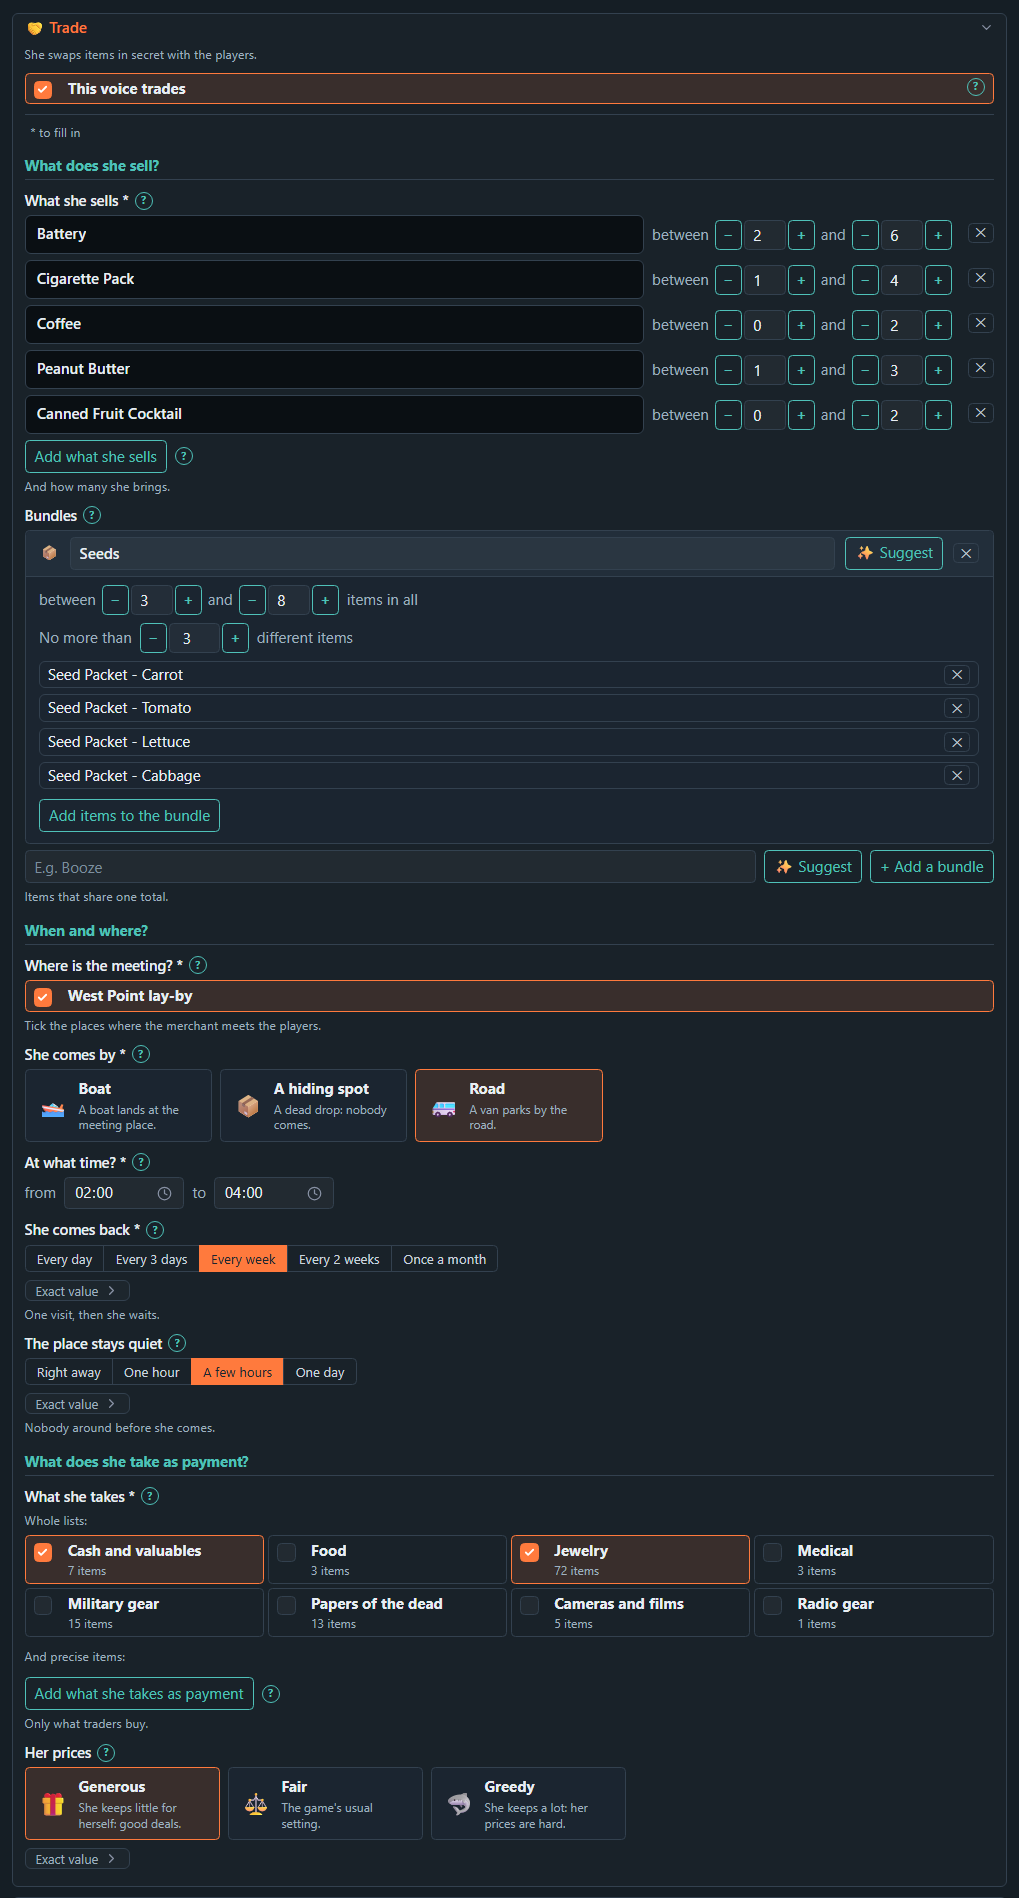 Trade
She swaps items in secret with the players.
This voice trades
?
* to fill in
What does she sell?
What she sells * ?
Battery between − 2 + and − 6 + ×
Cigarette Pack between − 1 + and − 4 + ×
Coffee between − 0 + and − 2 + ×
Peanut Butter between − 1 + and − 3 + ×
Canned Fruit Cocktail between − 0 + and − 2 + ×
Add what she sells ?
And how many she brings.
Bundles ?
Seeds Suggest ×
between − 3 + and − 8 + items in all
No more than − 3 + different items
Seed Packet - Carrot ×
Seed Packet - Tomato ×
Seed Packet - Lettuce ×
Seed Packet - Cabbage ×
Add items to the bundle
E.g. Booze Suggest + Add a bundle
Items that share one total.
When and where?
Where is the meeting? * ?
West Point lay-by
Tick the places where the merchant meets the players.
She comes by * ?
Boat
A boat lands at the
meeting place.
A hiding spot
A dead drop: nobody
comes.
Road
A van parks by the
road.
At what time? * ?
from 02:00 to 04:00
She comes back * ?
Every day Every 3 days Every week Every 2 weeks Once a month
Exact value >
One visit, then she waits.
The place stays quiet ?
Right away One hour A few hours One day
Exact value >
Nobody around before she comes.
What does she take as payment?
What she takes * ?
Whole lists:
Cash and valuables
7 items
Food
3 items
Jewelry
72 items
Medical
3 items
Military gear
15 items
Papers of the dead
13 items
Cameras and films
5 items
Radio gear
1 items
And precise items:
Add what she takes as payment ?
Only what traders buy.
Her prices ?
Generous
She keeps little for
herself: good deals.
Fair
The game's usual
setting.
Greedy
She keeps a lot: her
prices are hard.
Exact value >